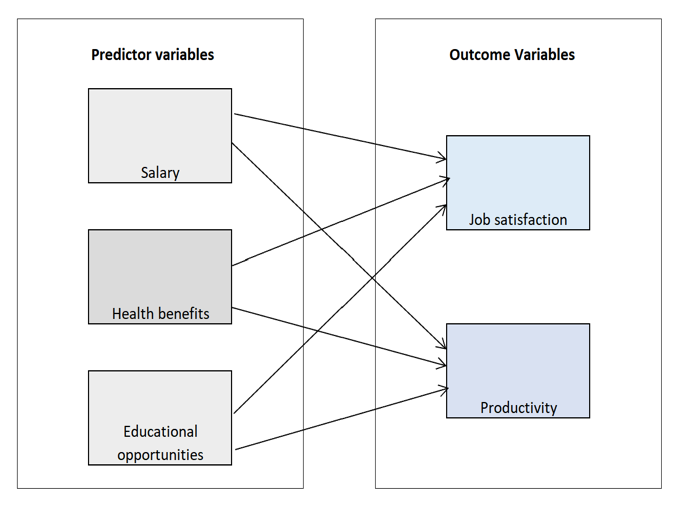 Predictor variables
Salary
Health benefits
Educational
opportunities
Outcome Variables
Job satisfaction
Productivity